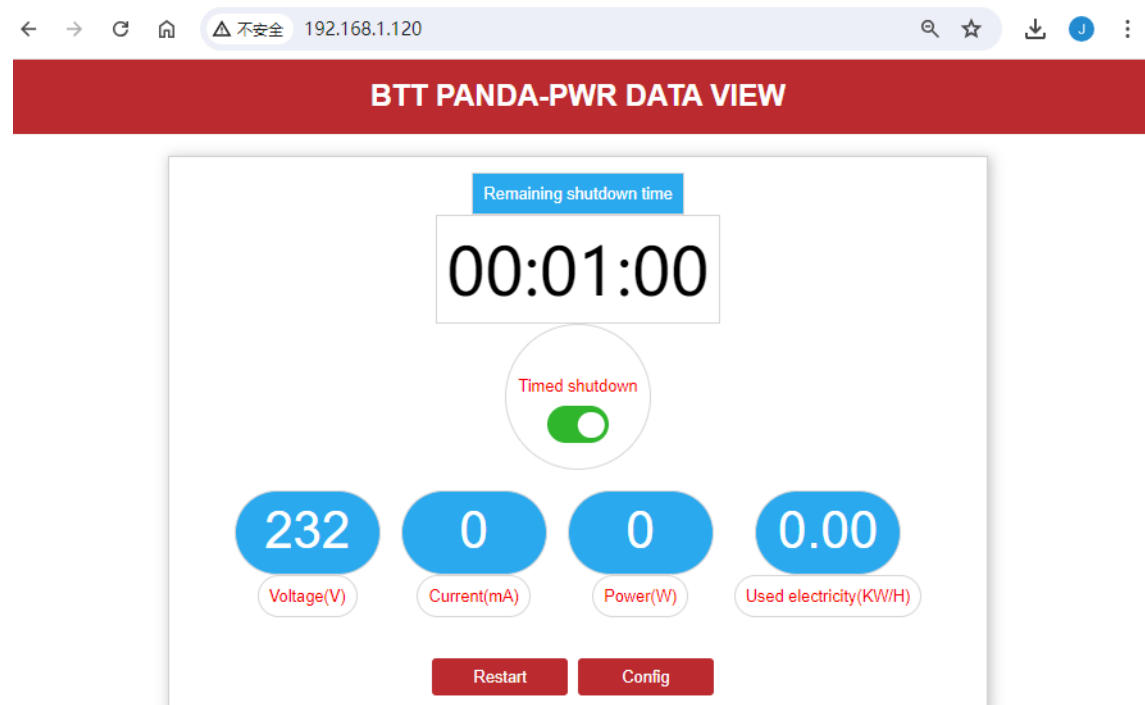 不安全 192.168.1.120
J
BTT PANDA-PWR DATA VIEW
Remaining shutdown time
00:01:00
Timed shutdown
232 0 0 0.00
Voltage(V) Current(mA) Power(W) Used electricity(KW/H)
Restart Config